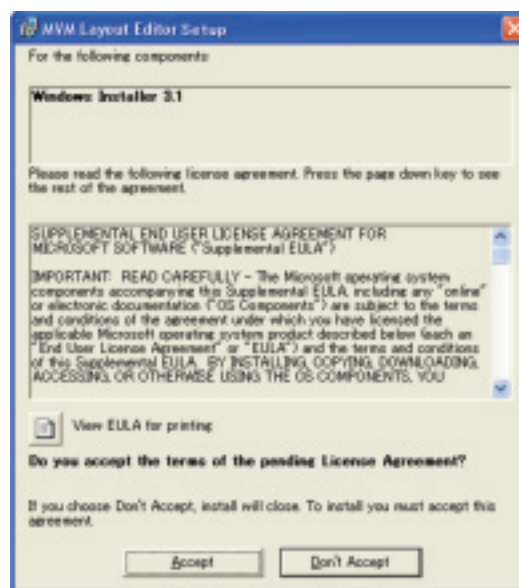 MVM Layout Editor Setup
For the following components:
Windows Installer 3.1
Please read the following license agreement. Press the page down key to see
the rest of the agreement.
SUPPLEMENTAL END USER LICENSE AGREEMENT FOR
MICROSOFT SOFTWARE ("Supplemental EULA")
IMPORTANT: READ CAREFULLY - The Microsoft operating system
components accompanying this Supplemental EULA, including any "online"
or electronic documentation ("OS Components") are subject to the terms
and conditions of the agreement under which you have licensed the
applicable Microsoft operating system product described below (each an
"End User License Agreement" or "EULA") and the terms and conditions
of this Supplemental EULA. BY INSTALLING, COPYING, DOWNLOADING,
ACCESSING, OR OTHERWISE USING THE OS COMPONENTS, YOU
View EULA for printing
Do you accept the terms of the pending License Agreement?
If you choose Don't Accept, install will close. To install you must accept this
agreement.
Accept
Don't Accept